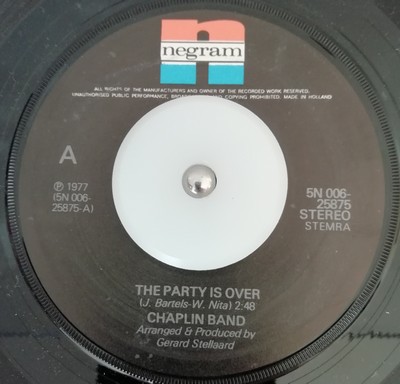 negram
ALL RIGHTS OF THE MANUFACTURERS AND OWNER OF THE RECORDED WORK RESERVED.
UNAUTHORISED PUBLIC PERFORMANCE, BROADCASTING AND COPYING PROHIBITED. MADE IN HOLLAND
A
℗ 1977
(5N 006-
25875-A)
5N 006-
25875
STEREO
STEMRA
THE PARTY IS OVER
(J. Bartels-W. Nita) 2:48
CHAPLIN BAND
Arranged & Produced by
Gerard Stellaard